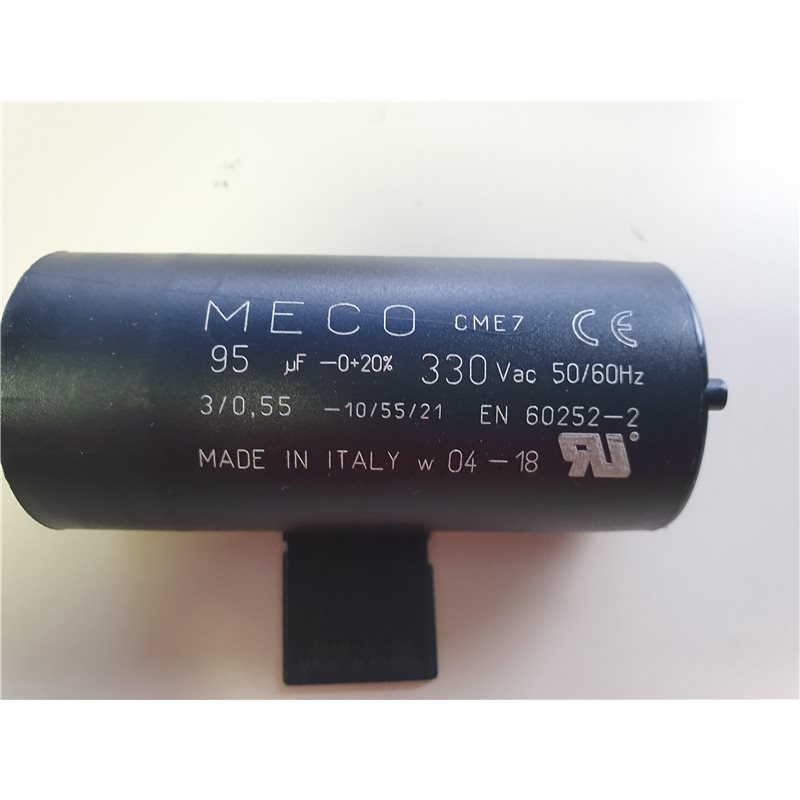 MECO CME7 CE
95 µF –0÷20% 330 Vac 50/60Hz
3/0,55 –10/55/21 EN 60252–2
MADE IN ITALY w 04 – 18 RU®